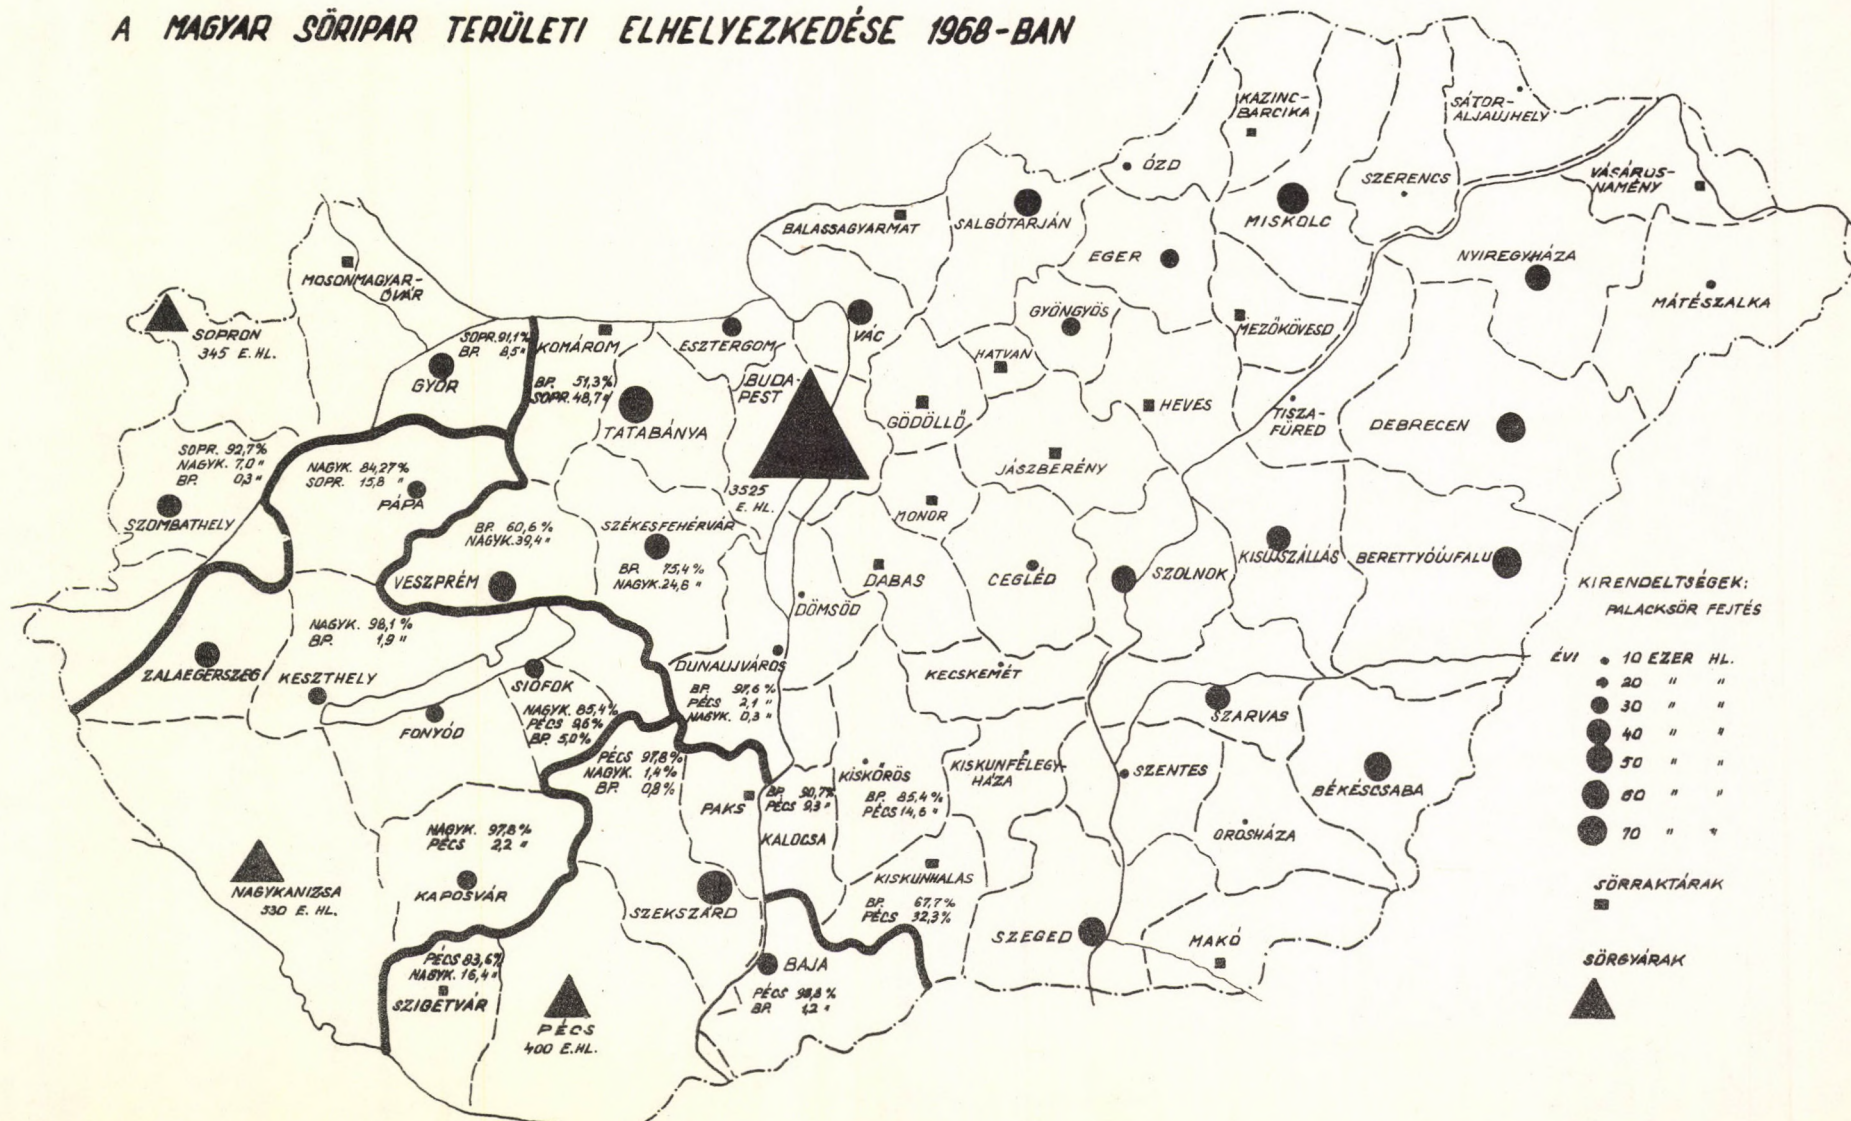 A MAGYAR SÖRIPAR TERÜLETI ELHELYEZKEDÉSE 1968-BAN
KAZINC-
BARCIKA
SÁTOR-
ALJAUJHELY
ÓZD
SZERENCS
VÁSÁROS-
NAMÉNY
BALASSAGYARMAT
SALGÓTARJÁN
MISKOLC
EGER
NYIREGYHÁZA
MÁTÉSZALKA
MOSONMAGYAR-
ÓVÁR
SOPRON
345 E. HL.
SOPR. 91,1%
BP. 8,5 "
GYŐR
KOMÁROM
BP. 51,3%
SOPR. 48,7 "
ESZTERGOM
VÁC
GYÖNGYÖS
MEZŐKÖVESD
HATVAN
BUDA-
PEST
3525
E. HL.
TATABÁNYA
GÖDÖLLŐ
HEVES
TISZA-
FÜRED
DEBRECEN
JÁSZBERÉNY
SOPR. 92,7%
NAGYK. 7,0 "
BP. 0,3 "
SZOMBATHELY
NAGYK. 84,27%
SOPR. 15,8 "
PÁPA
BP. 60,6 %
NAGYK. 39,4 "
VESZPRÉM
SZÉKESFEHÉRVÁR
BP. 75,4%
NAGYK. 24,6 "
MONOR
DABAS
CEGLÉD
SZOLNOK
KISUJSZÁLLÁS
BERETTYÓÚJFALU
DÖMSÖD
NAGYK. 98,1 %
BP. 1,9 "
ZALAEGERSZEG
KESZTHELY
SIÓFOK
NAGYK. 85,4%
PÉCS 9,6%
BP. 5,0%
FONYÓD
DUNAUJVÁROS
BP. 97,6 %
PÉCS 2,1 "
NAGYK. 0,3 "
KECSKEMÉT
SZARVAS
PÉCS 97,8%
NAGYK. 1,4%
BP. 0,8%
PAKS
BP. 90,7%
PÉCS 9,3 "
KALOCSA
KISKŐRÖS
BP. 85,4%
PÉCS 14,6 "
KISKUNFÉLEGY-
HÁZA
SZENTES
BÉKÉSCSABA
OROSHÁZA
NAGYKANIZSA
530 E. HL.
NAGYK. 97,8%
PÉCS 2,2 "
KAPOSVÁR
SZEKSZÁRD
KISKUNHALAS
BP. 67,7%
PÉCS 32,3%
SZEGED
MAKÓ
PÉCS 83,6%
NAGYK. 16,4 "
SZIGETVÁR
PÉCS
400 E.HL.
BAJA
PÉCS 98,8 %
BP. 1,2 "
KIRENDELTSÉGEK:
PALACKSÖR FEJTÉS
ÉVI 10 EZER HL.
20 " "
30 " "
40 " "
50 " "
60 " "
70 " "
SÖRRAKTÁRAK
SÖRGYÁRAK